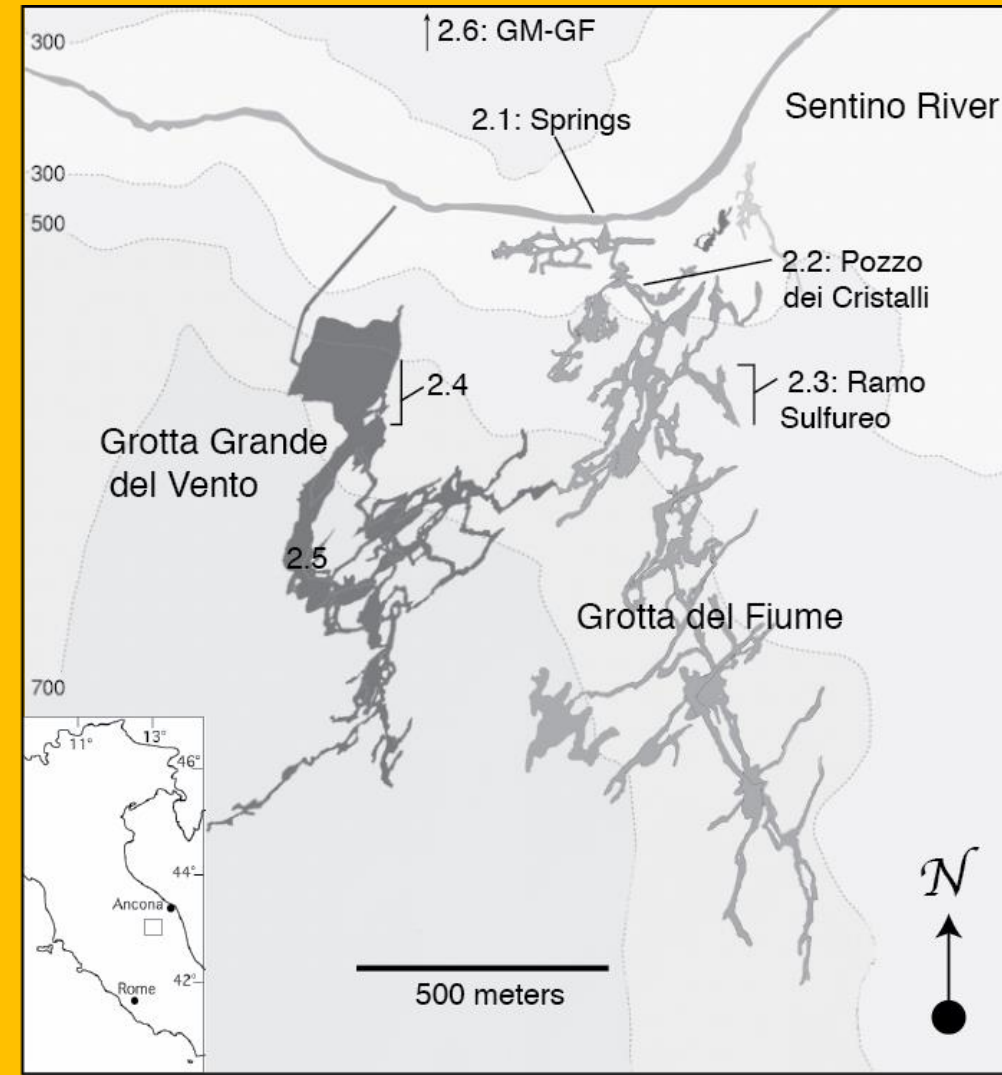 300
2.6: GM-GF
2.1: Springs
Sentino River
300
500
2.2: Pozzo
dei Cristalli
2.4
2.3: Ramo
Sulfureo
Grotta Grande
del Vento
2.5
Grotta del Fiume
700
11°
13°
46°
44°
Ancona
42°
Rome
500 meters
N